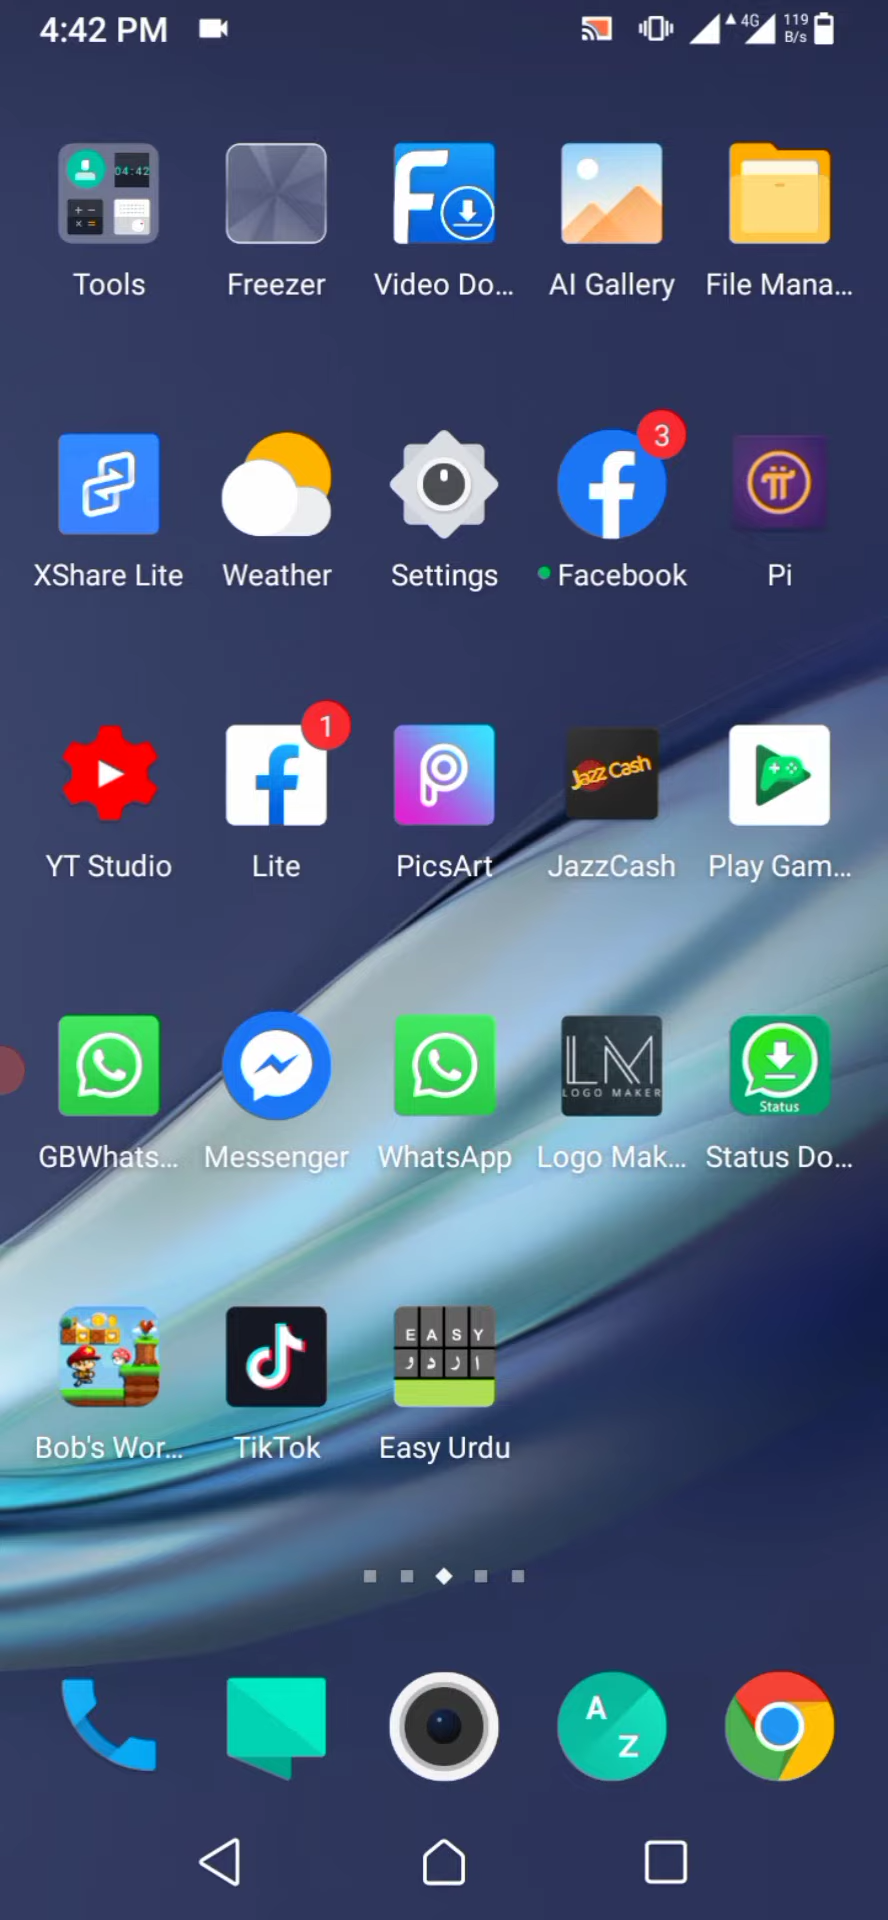 4:42 PM 4G 119 B/s
04:42
Tools Freezer Video Do... AI Gallery File Mana...
3
XShare Lite Weather Settings Facebook Pi
1
Jazz Cash
YT Studio Lite PicsArt JazzCash Play Gam...
LM
LOGO MAKER
Status
GBWhats... Messenger WhatsApp Logo Mak... Status Do...
E A S Y
ا ر د و
Bob's Wor... TikTok Easy Urdu
A
Z